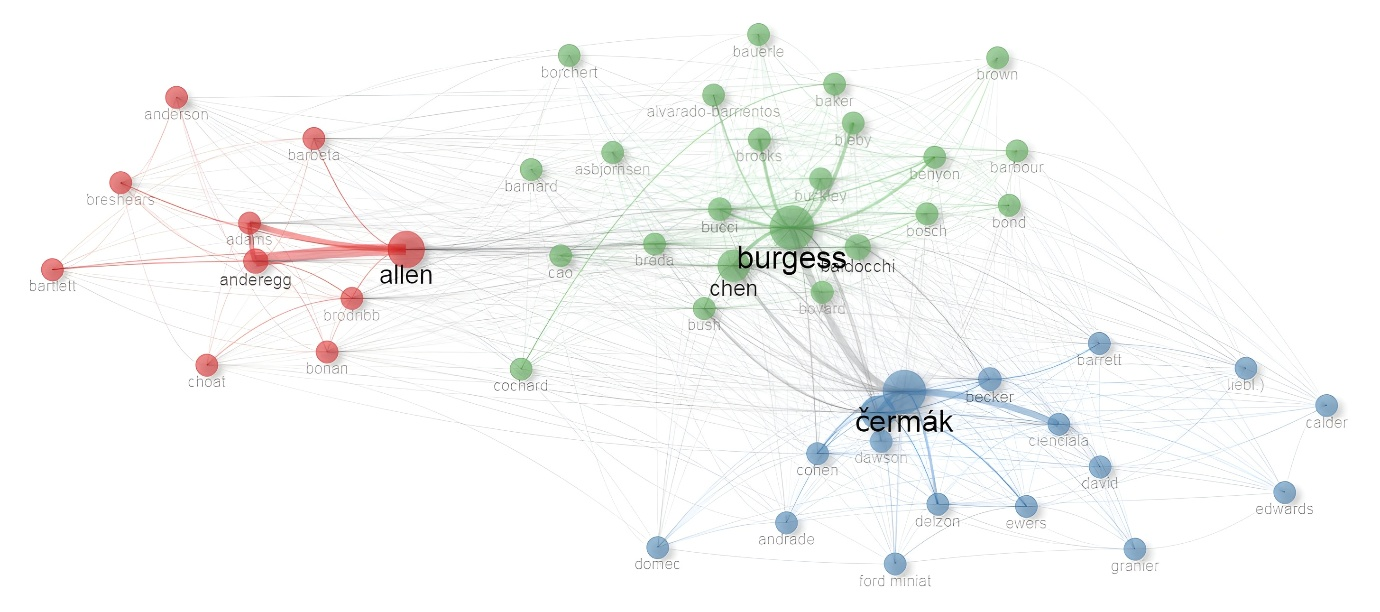 bauerle
borchert
brown
baker
alvarado-barrientos
anderson
bleby
barbeta
brooks
asbjornsen
barbour
benyon
barnard
buckley
breshears
bucci
bosch
bond
adams
burgess
breda
baldocchi
cao
allen
anderegg
bartlett
chen
bovard
brodribb
bush
barrett
bonan
choat
cochard
liebl.)
becker
calder
čermák
cienciala
dawson
cohen
david
edwards
delzon
ewers
andrade
domec
granier
ford miniat